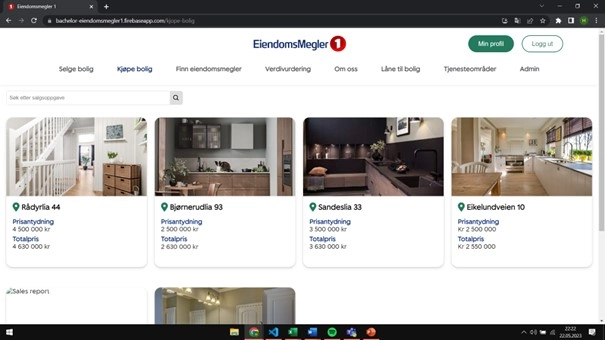 EiendomsMegler 1
bachelor-eiendomsmegler1.firebaseapp.com/kjope-bolig
EiendomsMegler 1
Min profil
Logg ut
Selge bolig
Kjøpe bolig
Finn eiendomsmegler
Verdivurdering
Om oss
Låne til bolig
Tjenesteområder
Admin
Søk etter salgsoppgave
Rådyrlia 44
Prisantydning
4 500 000 kr
Totalpris
4 630 000 kr
Bjørnerudlia 93
Prisantydning
2 500 000 kr
Totalpris
2 630 000 kr
Sandeslia 33
Prisantydning
3 500 000 kr
Totalpris
3 630 000 kr
Eikelundveien 10
Prisantydning
Kr 2 500 000
Totalpris
Kr 2 550 000
Sales report
22:22
22.05.2023